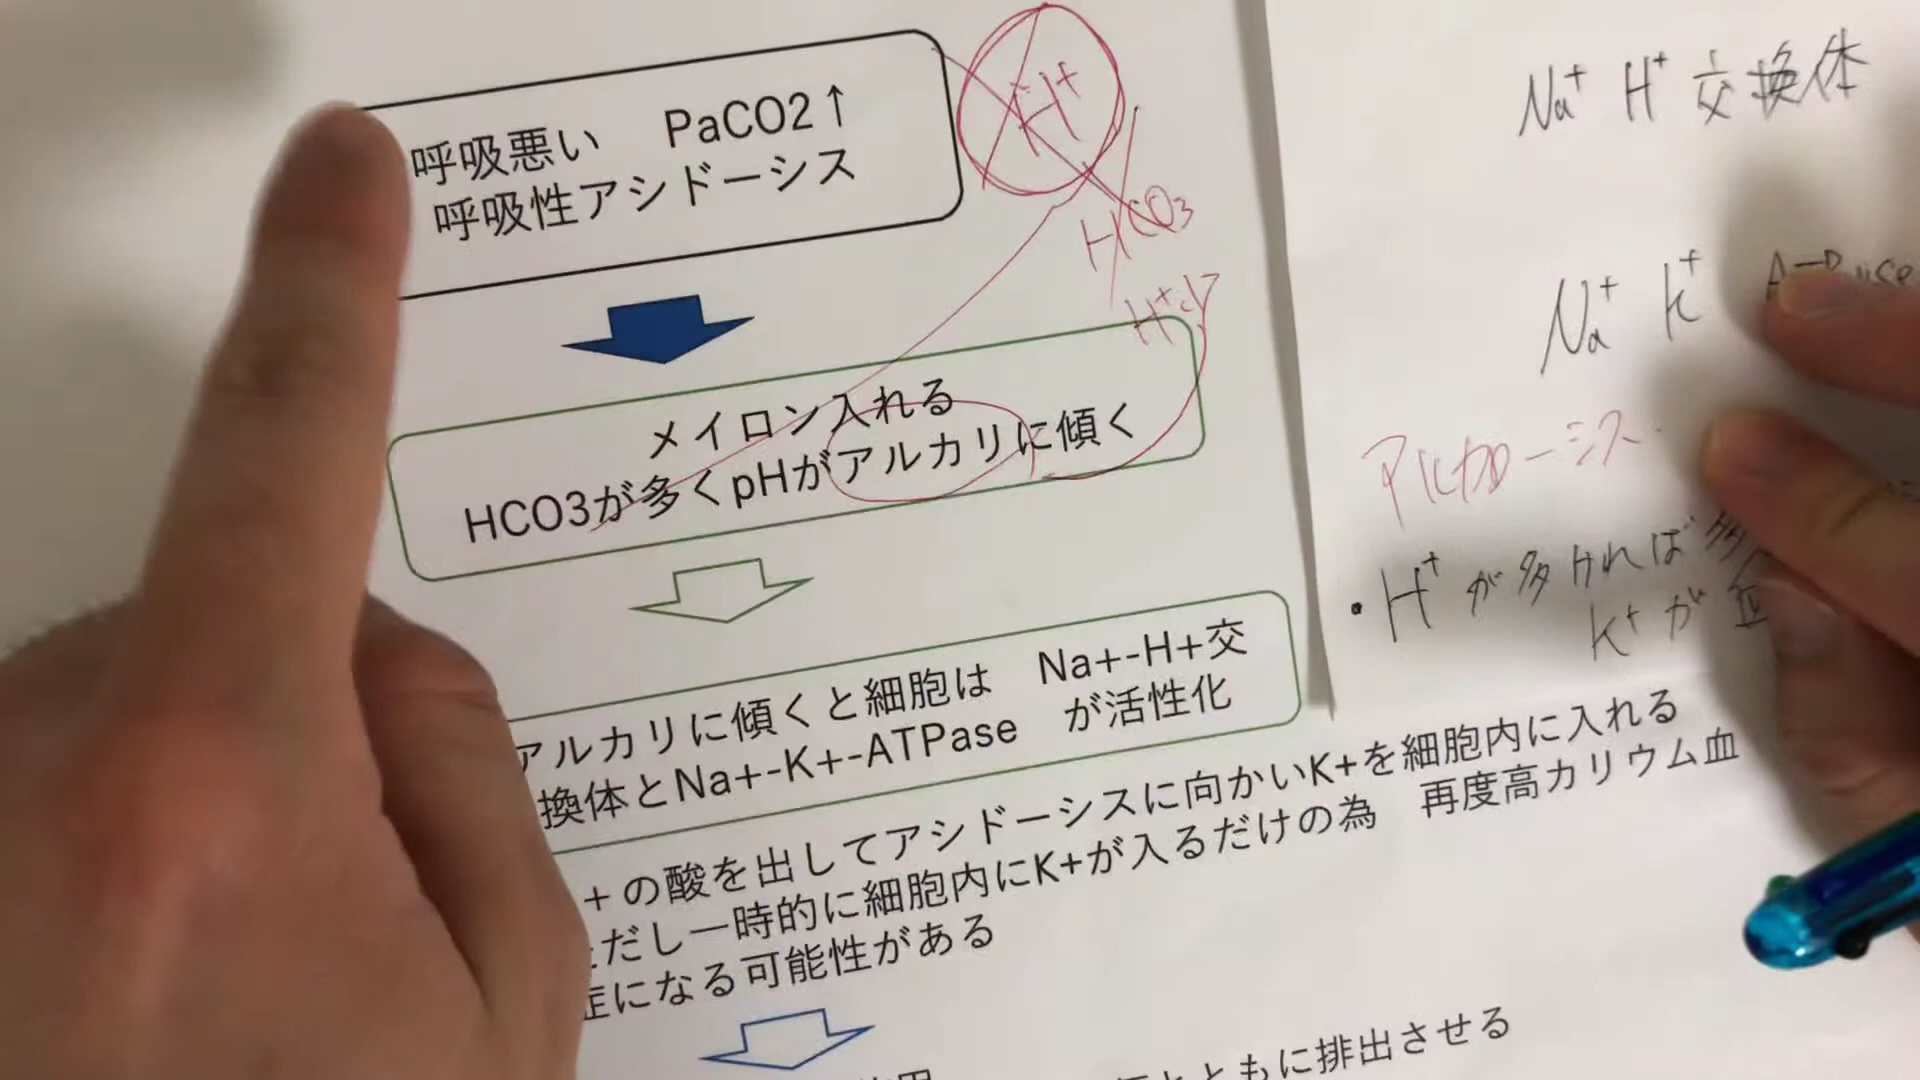 呼吸悪い　PaCO2↑
呼吸性アシドーシス
H+
HCO3
H+
メイロン入れる
HCO3が多くpHがアルカリに傾く
アルカリに傾くと細胞は　Na+-H+交
換体とNa+-K+-ATPase　が活性化
+の酸を出してアシドーシスに向かいK+を細胞内に入れる
だし一時的に細胞内にK+が入るだけの為　再度高カリウム血
症になる可能性がある
ともに排出させる
Na+ H+ 交換体
Na+ K+
アルカローシス
・H+が多ければ多
K+が